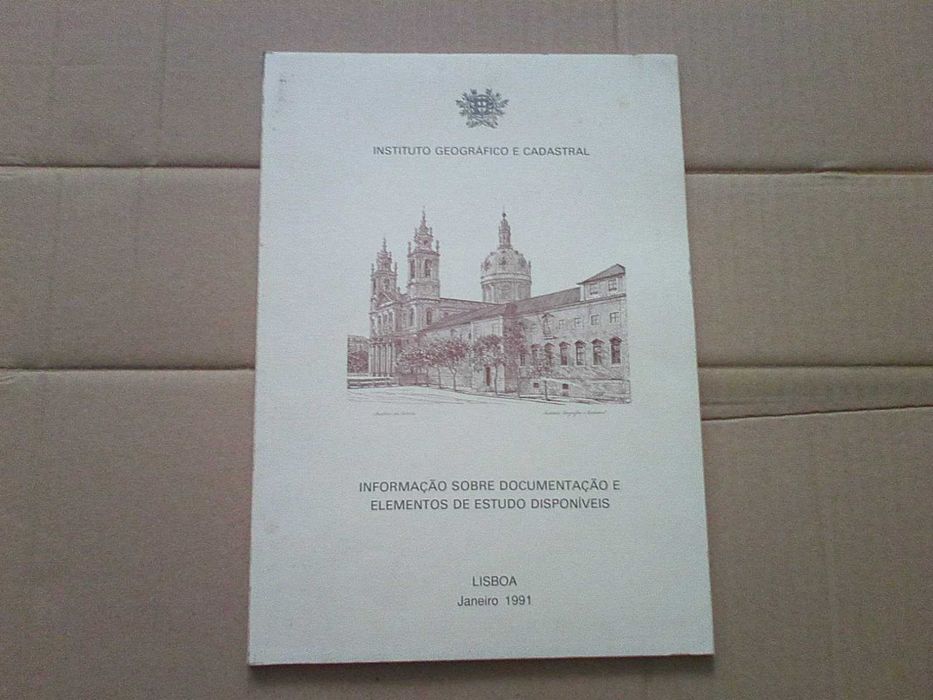 INSTITUTO GEOGRÁFICO E CADASTRAL
INFORMAÇÃO SOBRE DOCUMENTAÇÃO E
ELEMENTOS DE ESTUDO DISPONÍVEIS
LISBOA
Janeiro 1991